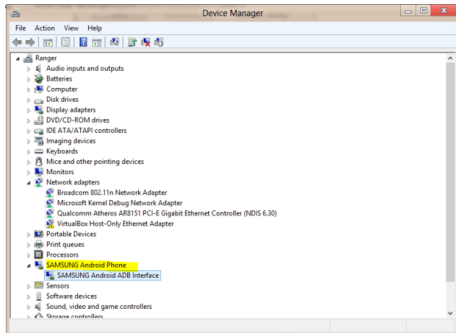 Device Manager
File Action View Help
Ranger
Audio inputs and outputs
Batteries
Computer
Disk drives
Display adapters
DVD/CD-ROM drives
IDE ATA/ATAPI controllers
Imaging devices
Keyboards
Mice and other pointing devices
Monitors
Network adapters
Broadcom 802.11n Network Adapter
Microsoft Kernel Debug Network Adapter
Qualcomm Atheros AR8151 PCI-E Gigabit Ethernet Controller (NDIS 6.30)
VirtualBox Host-Only Ethernet Adapter
Portable Devices
Print queues
Processors
SAMSUNG Android Phone
SAMSUNG Android ADB Interface
Sensors
Software devices
Sound, video and game controllers
Storage controllers